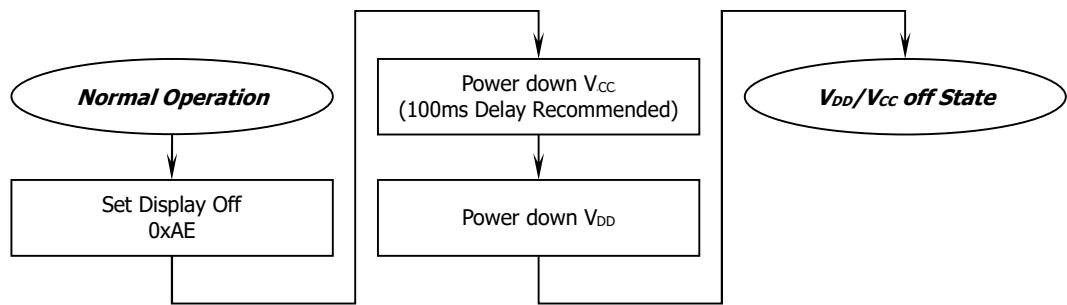 Normal Operation
Set Display Off
0xAE
Power down VCC
(100ms Delay Recommended)
Power down VDD
VDD/VCC off State